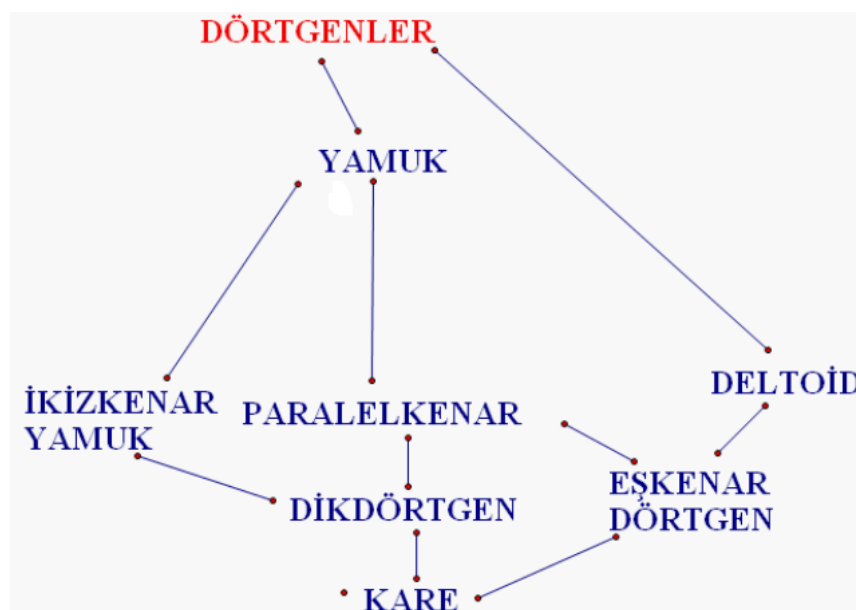 DÖRTGENLER
YAMUK
DELTOİD
İKİZKENAR
YAMUK
PARALELKENAR
EŞKENAR
DÖRTGEN
DİKDÖRTGEN
KARE